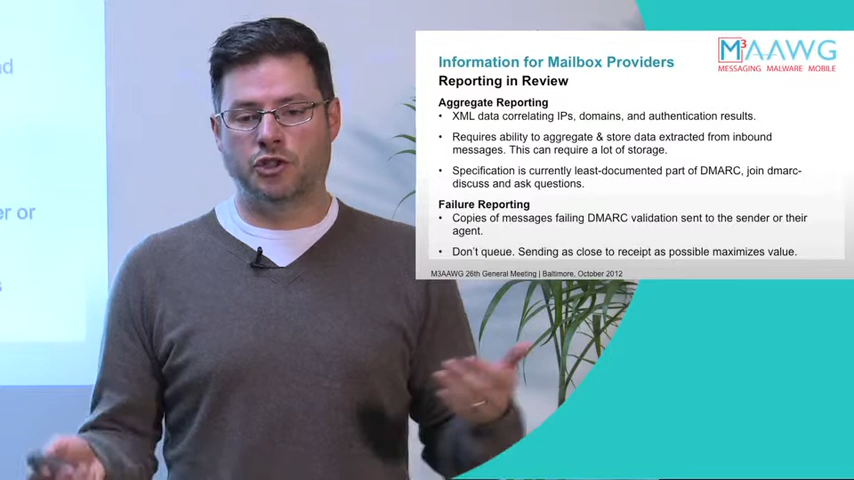 d
er or
s
Information for Mailbox Providers
Reporting in Review
M3AAWG
MESSAGING MALWARE MOBILE
Aggregate Reporting
• XML data correlating IPs, domains, and authentication results.
• Requires ability to aggregate & store data extracted from inbound
messages. This can require a lot of storage.
• Specification is currently least-documented part of DMARC, join dmarc-
discuss and ask questions.
Failure Reporting
• Copies of messages failing DMARC validation sent to the sender or their
agent.
• Don't queue. Sending as close to receipt as possible maximizes value.
M3AAWG 26th General Meeting | Baltimore, October 2012